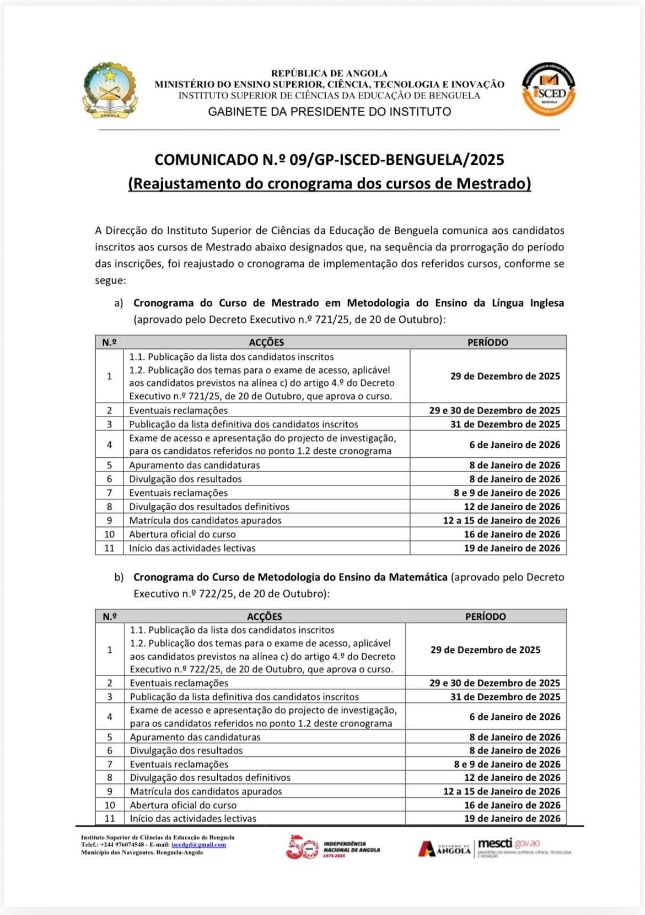 REPÚBLICA DE ANGOLA
MINISTÉRIO DO ENSINO SUPERIOR, CIÊNCIA, TECNOLOGIA E INOVAÇÃO
INSTITUTO SUPERIOR DE CIÊNCIAS DA EDUCAÇÃO DE BENGUELA
GABINETE DA PRESIDENTE DO INSTITUTO
ANGOLA
ISCED
BENGUELA
COMUNICADO N.º 09/GP-ISCED-BENGUELA/2025
(Reajustamento do cronograma dos cursos de Mestrado)
A Direcção do Instituto Superior de Ciências da Educação de Benguela comunica aos candidatos
inscritos aos cursos de Mestrado abaixo designados que, na sequência da prorrogação do período
das inscrições, foi reajustado o cronograma de implementação dos referidos cursos, conforme se
segue:
a) Cronograma do Curso de Mestrado em Metodologia do Ensino da Língua Inglesa
(aprovado pelo Decreto Executivo n.º 721/25, de 20 de Outubro):
N.º ACÇÕES PERÍODO
1 1.1. Publicação da lista dos candidatos inscritos
1.2. Publicação dos temas para o exame de acesso, aplicável
aos candidatos previstos na alínea c) do artigo 4.º do Decreto
Executivo n.º 721/25, de 20 de Outubro, que aprova o curso.
29 de Dezembro de 2025
2 Eventuais reclamações 29 e 30 de Dezembro de 2025
3 Publicação da lista definitiva dos candidatos inscritos 31 de Dezembro de 2025
4 Exame de acesso e apresentação do projecto de investigação,
para os candidatos referidos no ponto 1.2 deste cronograma
6 de Janeiro de 2026
5 Apuramento das candidaturas 8 de Janeiro de 2026
6 Divulgação dos resultados 8 de Janeiro de 2026
7 Eventuais reclamações 8 e 9 de Janeiro de 2026
8 Divulgação dos resultados definitivos 12 de Janeiro de 2026
9 Matrícula dos candidatos apurados 12 a 15 de Janeiro de 2026
10 Abertura oficial do curso 16 de Janeiro de 2026
11 Início das actividades lectivas 19 de Janeiro de 2026
b) Cronograma do Curso de Metodologia do Ensino da Matemática (aprovado pelo Decreto
Executivo n.º 722/25, de 20 de Outubro):
N.º ACÇÕES PERÍODO
1 1.1. Publicação da lista dos candidatos inscritos
1.2. Publicação dos temas para o exame de acesso, aplicável
aos candidatos previstos na alínea c) do artigo 4.º do Decreto
Executivo n.º 722/25, de 20 de Outubro, que aprova o curso.
29 de Dezembro de 2025
2 Eventuais reclamações 29 e 30 de Dezembro de 2025
3 Publicação da lista definitiva dos candidatos inscritos 31 de Dezembro de 2025
4 Exame de acesso e apresentação do projecto de investigação,
para os candidatos referidos no ponto 1.2 deste cronograma
6 de Janeiro de 2026
5 Apuramento das candidaturas 8 de Janeiro de 2026
6 Divulgação dos resultados 8 de Janeiro de 2026
7 Eventuais reclamações 8 e 9 de Janeiro de 2026
8 Divulgação dos resultados definitivos 12 de Janeiro de 2026
9 Matrícula dos candidatos apurados 12 a 15 de Janeiro de 2026
10 Abertura oficial do curso 16 de Janeiro de 2026
11 Início das actividades lectivas 19 de Janeiro de 2026
Instituto Superior de Ciências da Educação de Benguela
Telef.: +244 976074548 - E-mail: iscedgd@gmail.com
Município dos Navegantes, Benguela-Angola
50 INDEPENDÊNCIA
NACIONAL DE ANGOLA
1975-2025
GOVERNO DE
ANGOLA
mescti.gov.ao
MINISTÉRIO DO ENSINO SUPERIOR, CIÊNCIA, TECNOLOGIA
E INOVAÇÃO